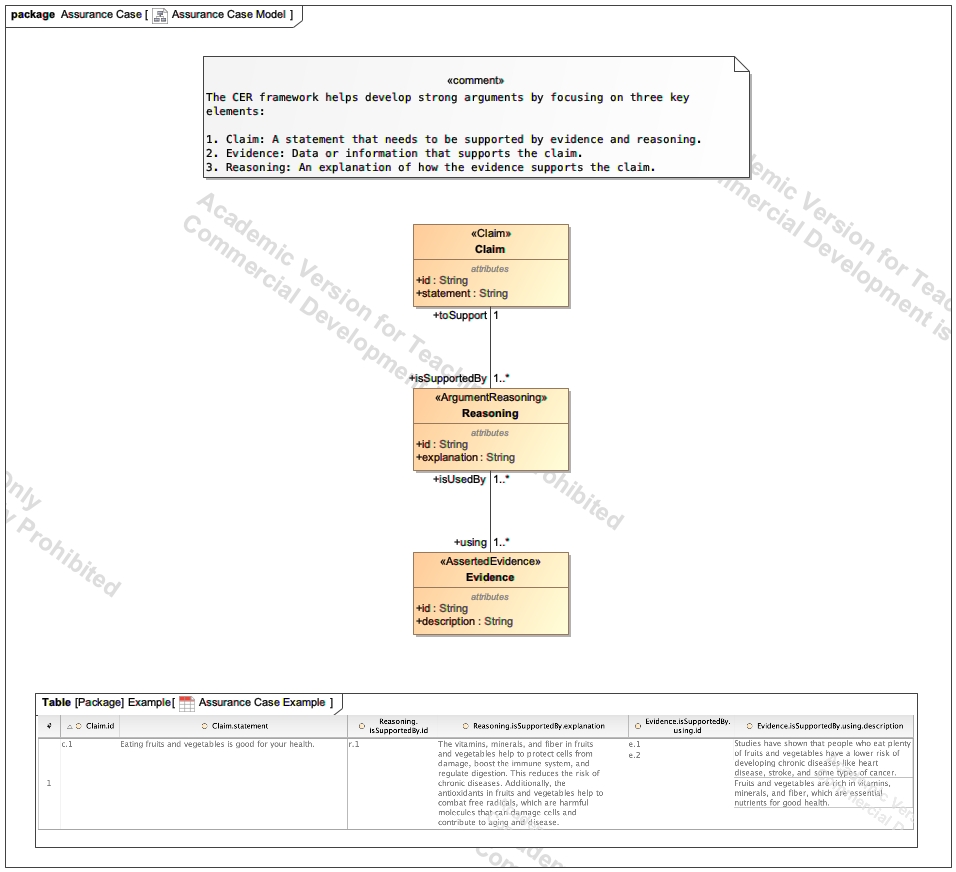 package Assurance Case [ Assurance Case Model ]
«comment»
The CER framework helps develop strong arguments by focusing on three key
elements:
1. Claim: A statement that needs to be supported by evidence and reasoning.
2. Evidence: Data or information that supports the claim.
3. Reasoning: An explanation of how the evidence supports the claim.
«Claim»
Claim
attributes
+id : String
+statement : String
+toSupport 1
+isSupportedBy 1..*
«ArgumentReasoning»
Reasoning
attributes
+id : String
+explanation : String
+isUsedBy 1..*
+using 1..*
«AssertedEvidence»
Evidence
attributes
+id : String
+description : String
Academic Version for Teaching
Commercial Development
ohibited
emic Version for Teac
mmercial Development is
Only
y Prohibited
Table [Package] Example[ Assurance Case Example ]
#
Claim.id
Claim.statement
Reasoning.
isSupportedBy.id
Reasoning.isSupportedBy.explanation
Evidence.isSupportedBy.
using.id
Evidence.isSupportedBy.using.description
1
c.1
Eating fruits and vegetables is good for your health.
r.1
The vitamins, minerals, and fiber in fruits
and vegetables help to protect cells from
damage, boost the immune system, and
regulate digestion. This reduces the risk of
chronic diseases. Additionally, the
antioxidants in fruits and vegetables help to
combat free radicals, which are harmful
molecules that can damage cells and
contribute to aging and disease.
e.1
e.2
Studies have shown that people who eat plenty
of fruits and vegetables have a lower risk of
developing chronic diseases like heart
disease, stroke, and some types of cancer.
Fruits and vegetables are rich in vitamins,
minerals, and fiber, which are essential
nutrients for good health.